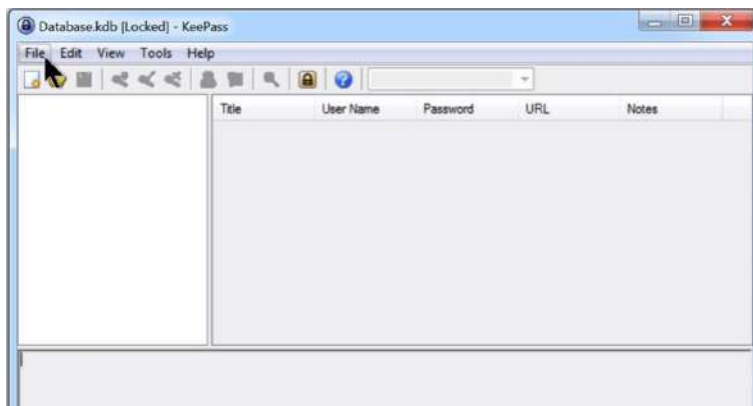 Database.kdb [Locked] - KeePass
File Edit View Tools Help
Title User Name Password URL Notes